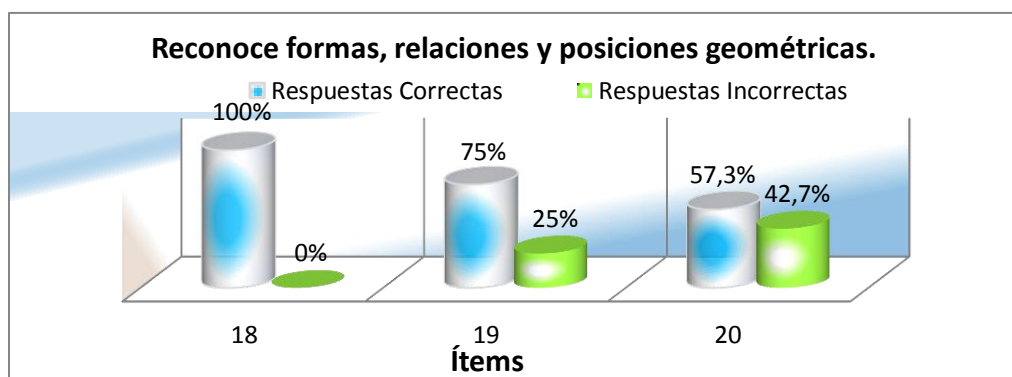 Reconoce formas, relaciones y posiciones geométricas.
Respuestas Correctas Respuestas Incorrectas
100%
0%
75%
25%
57,3%
42,7%
18 19 20
Ítems